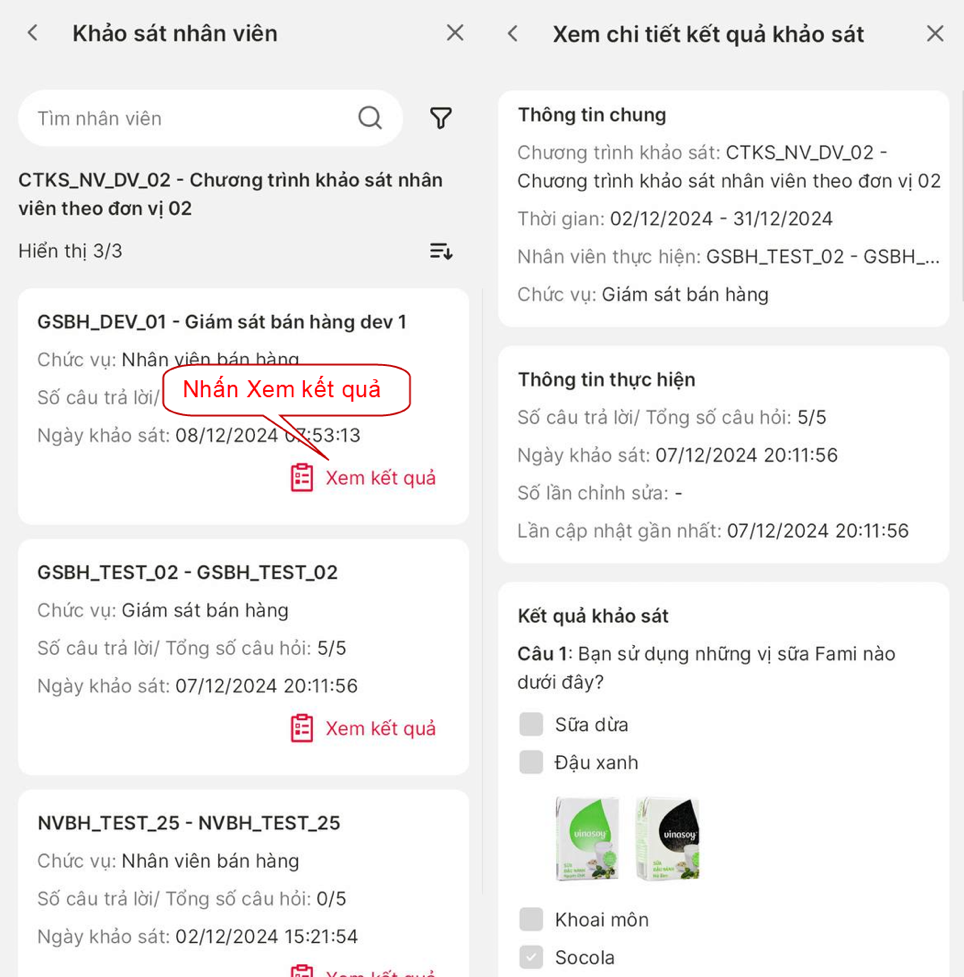 Khảo sát nhân viên
Tìm nhân viên
CTKS_NV_DV_02 - Chương trình khảo sát nhân
viên theo đơn vị 02
Hiển thị 3/3
GSBH_DEV_01 - Giám sát bán hàng dev 1
Chức vụ: Nhân viên bán hàng
Số câu trả lời/
Nhấn Xem kết quả
Ngày khảo sát: 08/12/2024 07:53:13
Xem kết quả
GSBH_TEST_02 - GSBH_TEST_02
Chức vụ: Giám sát bán hàng
Số câu trả lời/ Tổng số câu hỏi: 5/5
Ngày khảo sát: 07/12/2024 20:11:56
Xem kết quả
NVBH_TEST_25 - NVBH_TEST_25
Chức vụ: Nhân viên bán hàng
Số câu trả lời/ Tổng số câu hỏi: 0/5
Ngày khảo sát: 02/12/2024 15:21:54
Xem kết quả
Xem chi tiết kết quả khảo sát
Thông tin chung
Chương trình khảo sát: CTKS_NV_DV_02 -
Chương trình khảo sát nhân viên theo đơn vị 02
Thời gian: 02/12/2024 - 31/12/2024
Nhân viên thực hiện: GSBH_TEST_02 - GSBH_...
Chức vụ: Giám sát bán hàng
Thông tin thực hiện
Số câu trả lời/ Tổng số câu hỏi: 5/5
Ngày khảo sát: 07/12/2024 20:11:56
Số lần chỉnh sửa: -
Lần cập nhật gần nhất: 07/12/2024 20:11:56
Kết quả khảo sát
Câu 1: Bạn sử dụng những vị sữa Fami nào
dưới đây?
Sữa dừa
Đậu xanh
vinasoy
vinasoy
Khoai môn
Socola